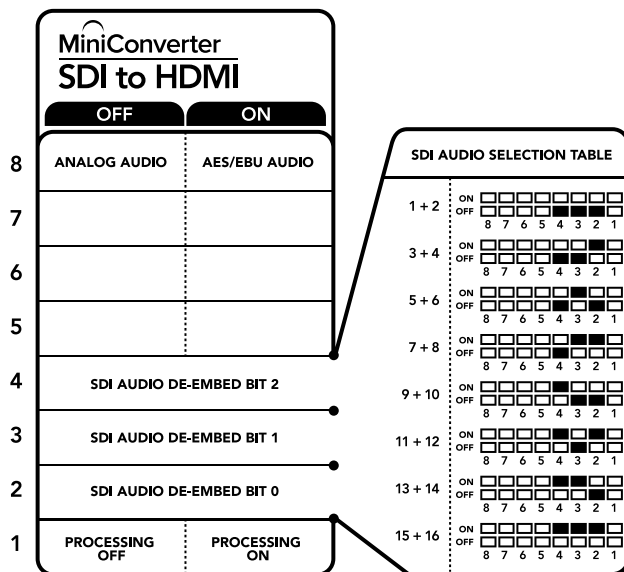 MiniConverter
SDI to HDMI
OFF ON
8 ANALOG AUDIO AES/EBU AUDIO
7
6
5
4 SDI AUDIO DE-EMBED BIT 2
3 SDI AUDIO DE-EMBED BIT 1
2 SDI AUDIO DE-EMBED BIT 0
1 PROCESSING OFF PROCESSING ON
SDI AUDIO SELECTION TABLE
1 + 2 ON
OFF
8 7 6 5 4 3 2 1
3 + 4 ON
OFF
8 7 6 5 4 3 2 1
5 + 6 ON
OFF
8 7 6 5 4 3 2 1
7 + 8 ON
OFF
8 7 6 5 4 3 2 1
9 + 10 ON
OFF
8 7 6 5 4 3 2 1
11 + 12 ON
OFF
8 7 6 5 4 3 2 1
13 + 14 ON
OFF
8 7 6 5 4 3 2 1
15 + 16 ON
OFF
8 7 6 5 4 3 2 1